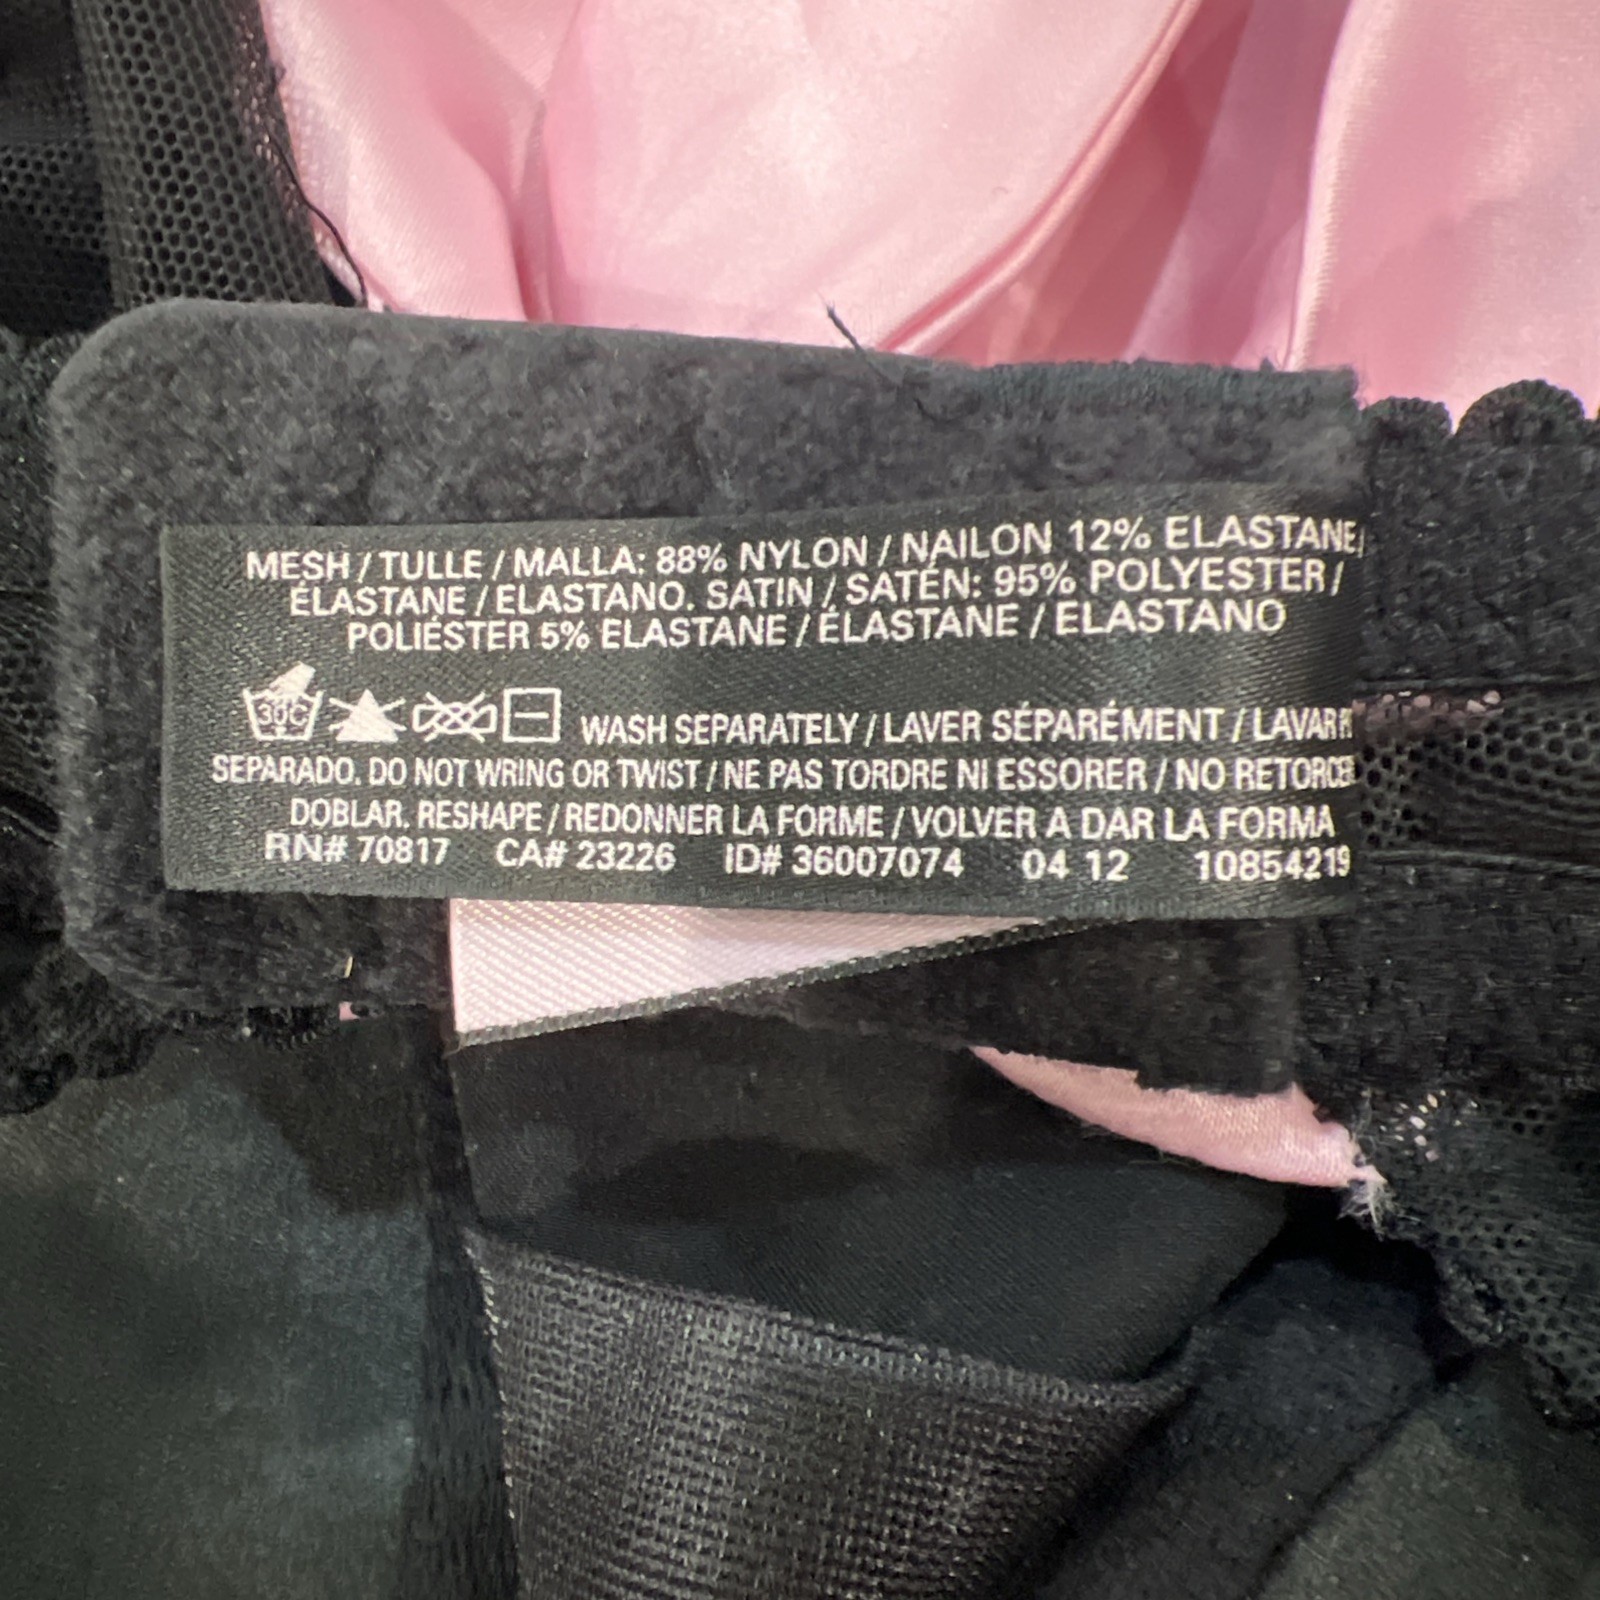 MESH / TULLE / MALLA: 88% NYLON / NAILON 12% ELASTANE/
ÉLASTANE / ELASTANO. SATIN / SATÉN: 95% POLYESTER /
POLIÉSTER 5% ELASTANE / ÉLASTANE / ELASTANO
30C WASH SEPARATELY / LAVER SÉPARÉMENT / LAVAR
SEPARADO. DO NOT WRING OR TWIST / NE PAS TORDRE NI ESSORER / NO RETORCER
DOBLAR. RESHAPE / REDONNER LA FORME / VOLVER A DAR LA FORMA
RN# 70817 CA# 23226 ID# 36007074 04 12 10854219